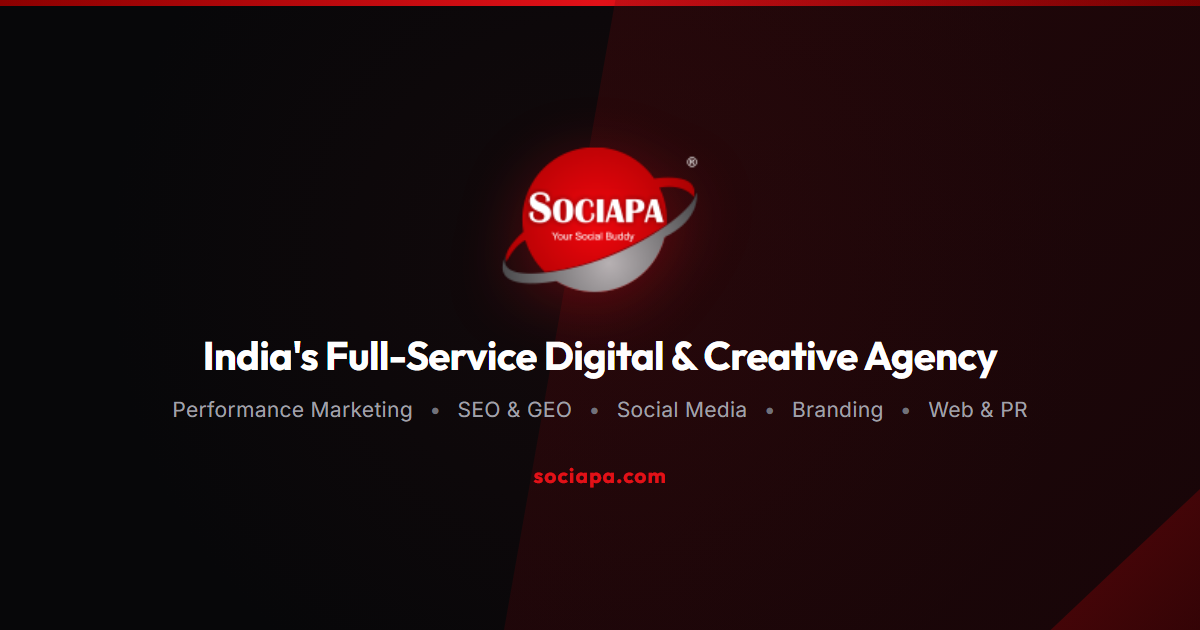 ®
SOCIAPA
Your Social Buddy
India's Full-Service Digital & Creative Agency
Performance Marketing • SEO & GEO • Social Media • Branding • Web & PR
sociapa.com